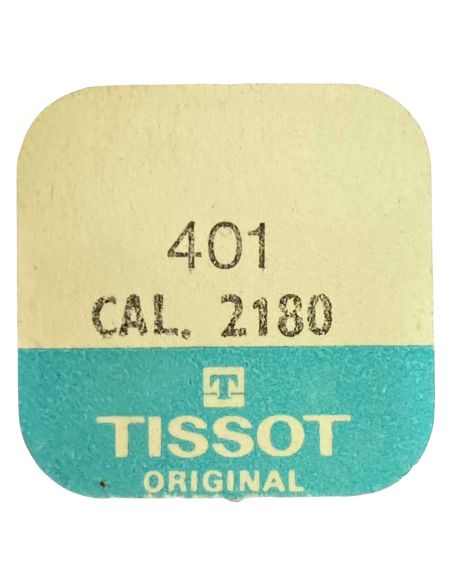 401
CAL. 2180
T
TISSOT
ORIGINAL